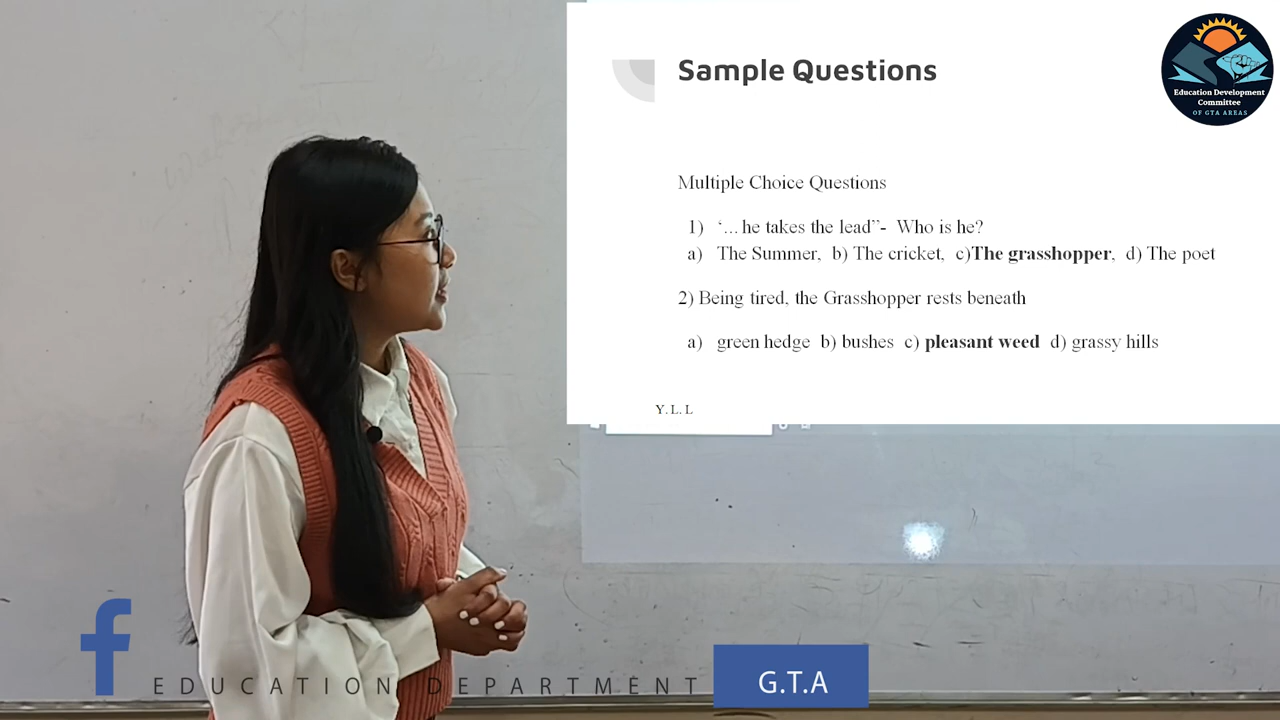 Sample Questions
Education Development
Committee
OF GTA AREAS
Multiple Choice Questions
1) ‘... he takes the lead”- Who is he?
a) The Summer, b) The cricket, c)The grasshopper, d) The poet
2) Being tired, the Grasshopper rests beneath
a) green hedge b) bushes c) pleasant weed d) grassy hills
Y. L. L
f
EDUCATION DEPARTMENT
G.T.A